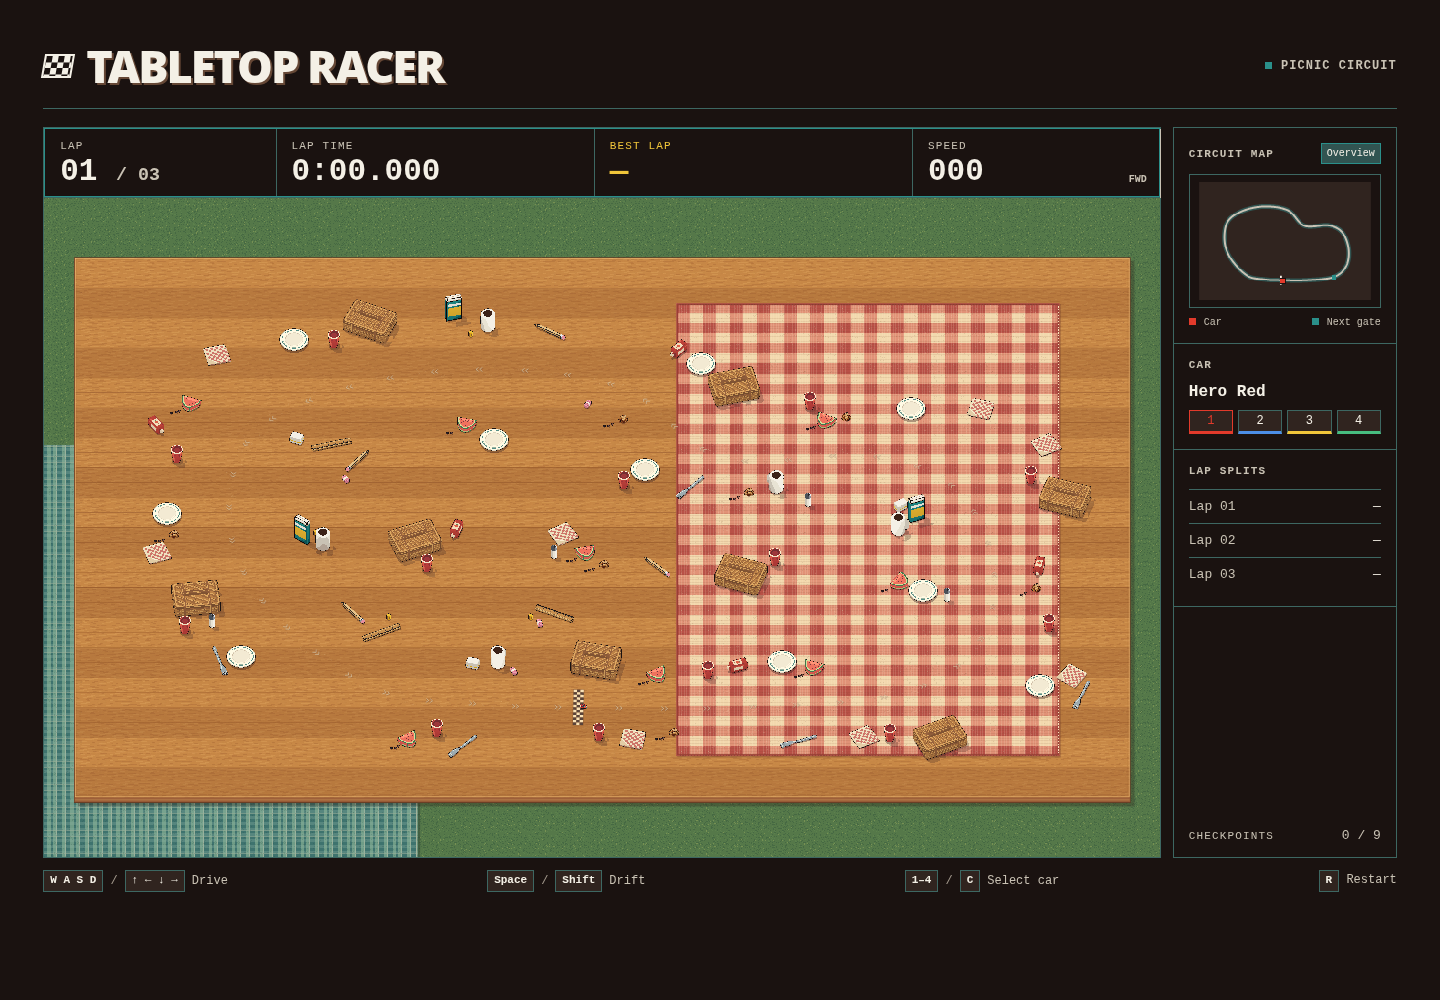 TABLETOP RACER
PICNIC CIRCUIT
LAP
01 / 03
LAP TIME
0:00.000
BEST LAP
—
SPEED
000
FWD
CIRCUIT MAP
Overview
Car
Next gate
CAR
Hero Red
1 2 3 4
LAP SPLITS
Lap 01 —
Lap 02 —
Lap 03 —
CHECKPOINTS 0 / 9
W A S D / ↑ ← ↓ → Drive
Space / Shift Drift
1–4 / C Select car
R Restart